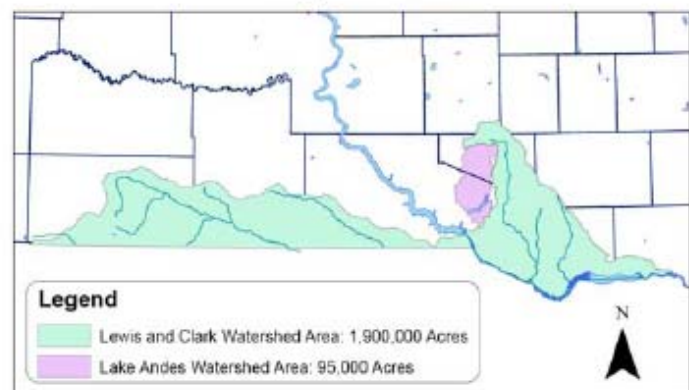 Legend
Lewis and Clark Watershed Area: 1,900,000 Acres
Lake Andes Watershed Area: 95,000 Acres
N